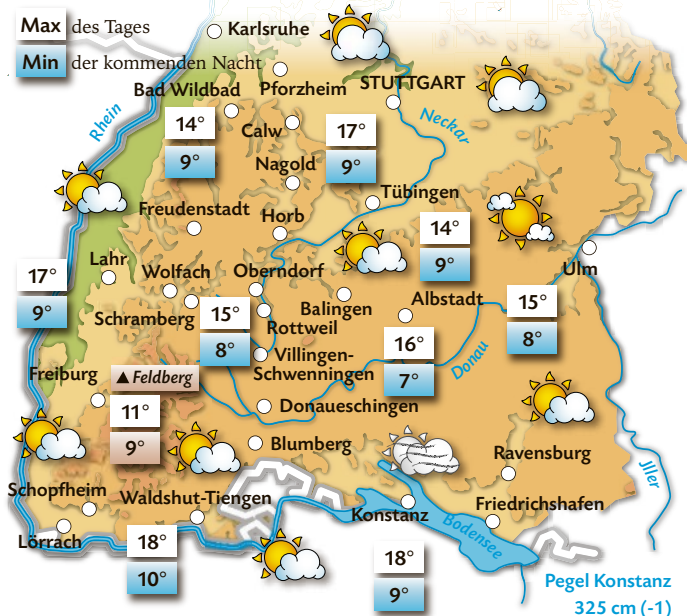 Max des Tages
Min der kommenden Nacht
Karlsruhe
Bad Wildbad
Pforzheim
STUTTGART
Rhein
Neckar
14°
9°
Calw
17°
9°
Nagold
Tübingen
Freudenstadt
Horb
14°
9°
Lahr
Wolfach
Oberndorf
Ulm
17°
9°
Schramberg
15°
8°
Rottweil
Balingen
Albstadt
15°
8°
Villingen-
Schwenningen
16°
7°
Donau
Freiburg
▲ Feldberg
11°
9°
Donaueschingen
Blumberg
Ravensburg
Jller
Schopfheim
Waldshut-Tiengen
Konstanz
Friedrichshafen
Bodensee
Lörrach
18°
10°
18°
9°
Pegel Konstanz
325 cm (-1)